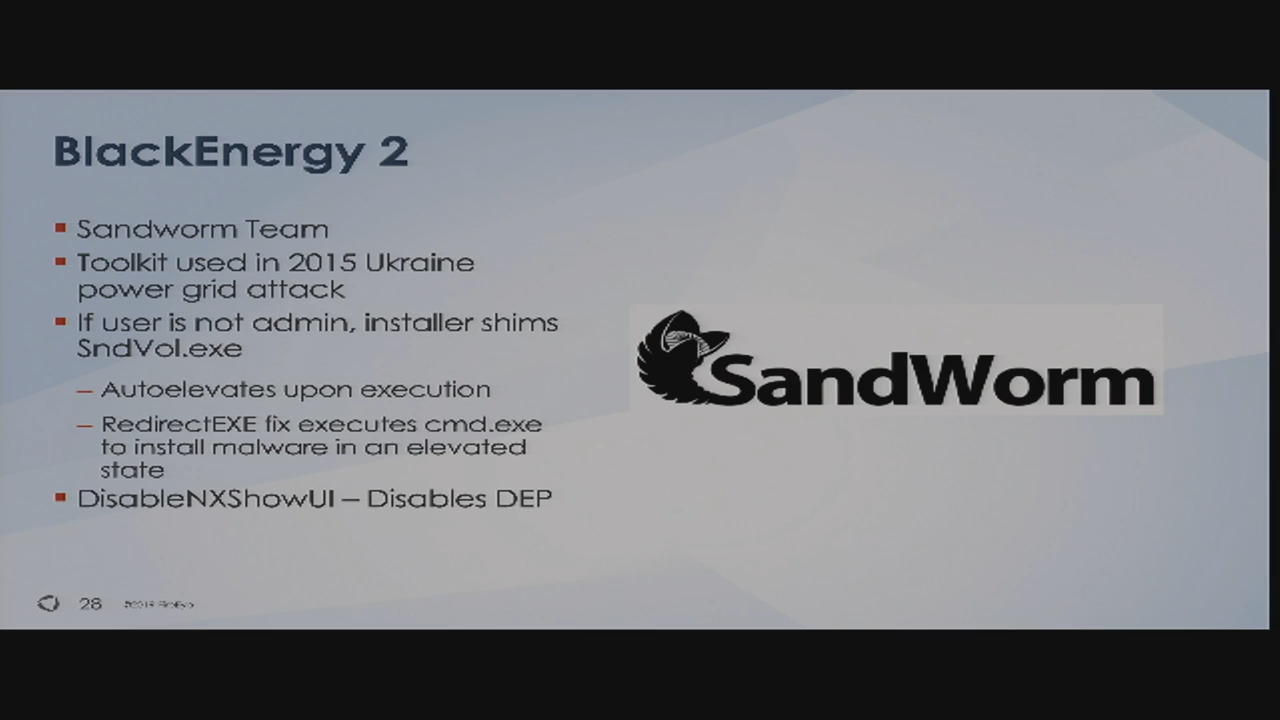 BlackEnergy 2
Sandworm Team
Toolkit used in 2015 Ukraine
power grid attack
If user is not admin, installer shims
SndVol.exe
– Autoelevates upon execution
– RedirectEXE fix executes cmd.exe
to install malware in an elevated
state
DisableNXShowUI – Disables DEP
SandWorm
28